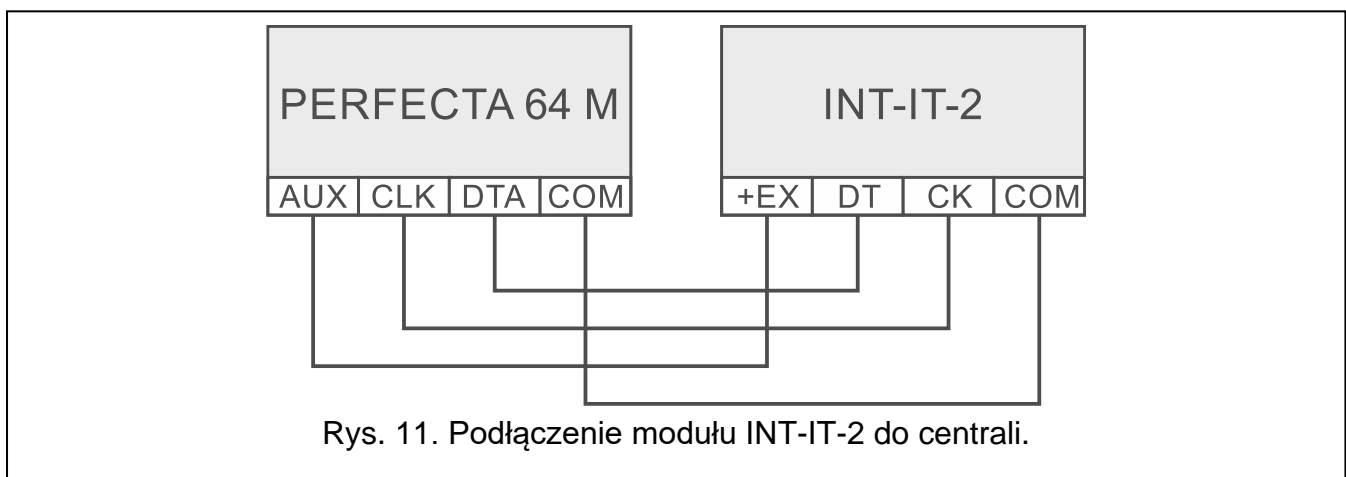 PERFECTA 64 M
INT-IT-2
AUX CLK DTA COM
+EX DT CK COM
Rys. 11. Podłączenie modułu INT-IT-2 do centrali.